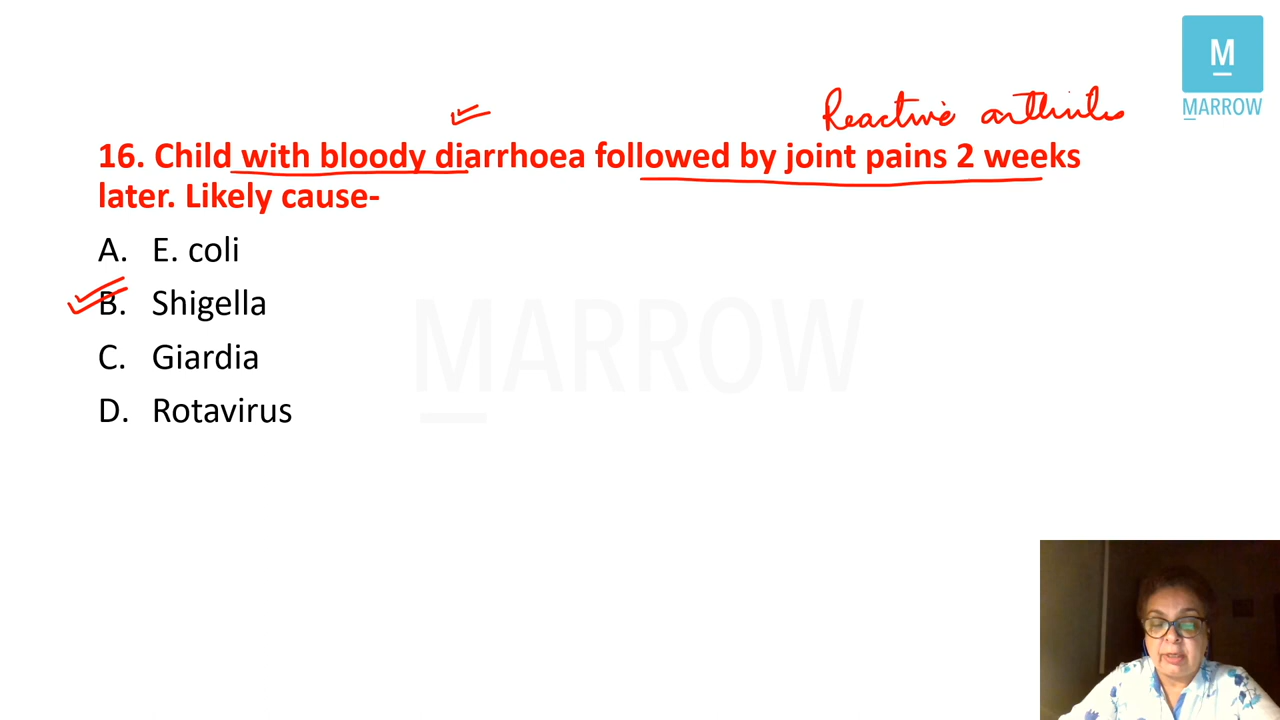 M
MARROW
Reactive arthritis
16. Child with bloody diarrhoea followed by joint pains 2 weeks
later. Likely cause-
A. E. coli
B. Shigella
C. Giardia
D. Rotavirus
MARROW